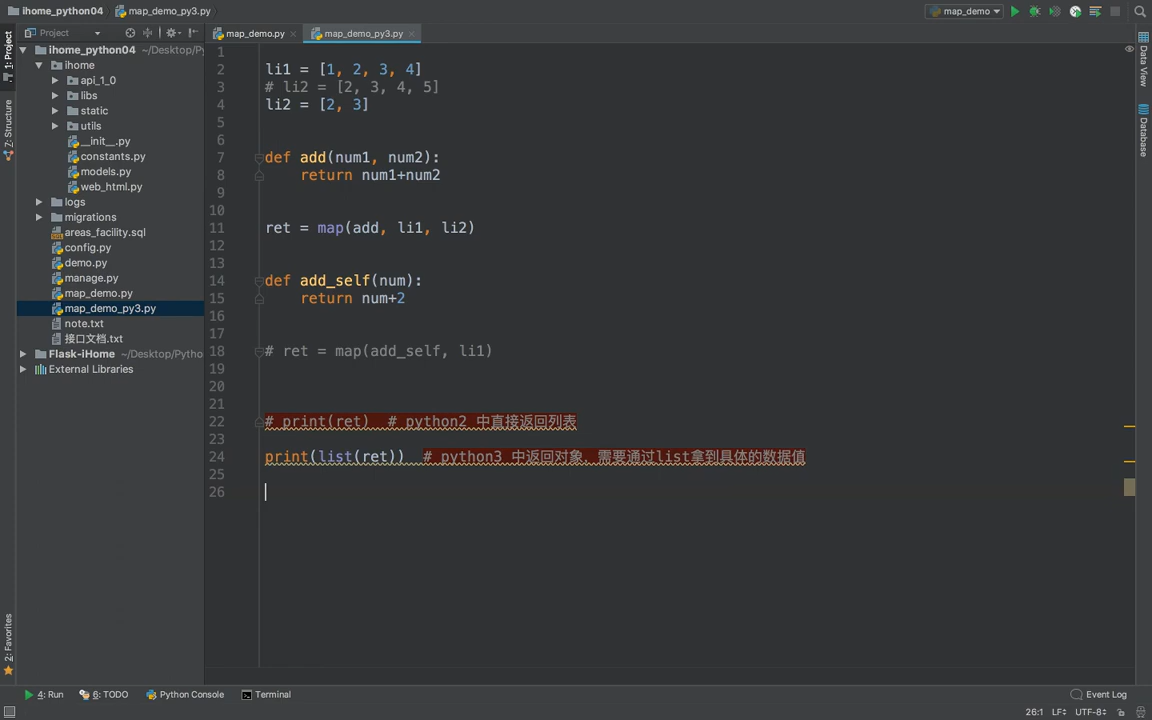 ihome_python04 map_demo_py3.py
map_demo
Project
map_demo.py
map_demo_py3.py
1: Project
Z: Structure
2: Favorites
Data View
Database
ihome_python04 ~/Desktop/Py
ihome
api_1_0
libs
static
utils
__init__.py
constants.py
models.py
web_html.py
logs
migrations
areas_facility.sql
config.py
demo.py
manage.py
map_demo.py
map_demo_py3.py
note.txt
接口文档.txt
Flask-iHome ~/Desktop/Pytho
External Libraries
1
2 li1 = [1, 2, 3, 4]
3 # li2 = [2, 3, 4, 5]
4 li2 = [2, 3]
5
6
7 def add(num1, num2):
8 return num1+num2
9
10
11 ret = map(add, li1, li2)
12
13
14 def add_self(num):
15 return num+2
16
17
18 # ret = map(add_self, li1)
19
20
21
22 # print(ret)  # python2 中直接返回列表
23
24 print(list(ret))  # python3 中返回对象, 需要通过list拿到具体的数据值
25
26
4: Run
6: TODO
Python Console
Terminal
Event Log
26:1 LF÷ UTF-8÷